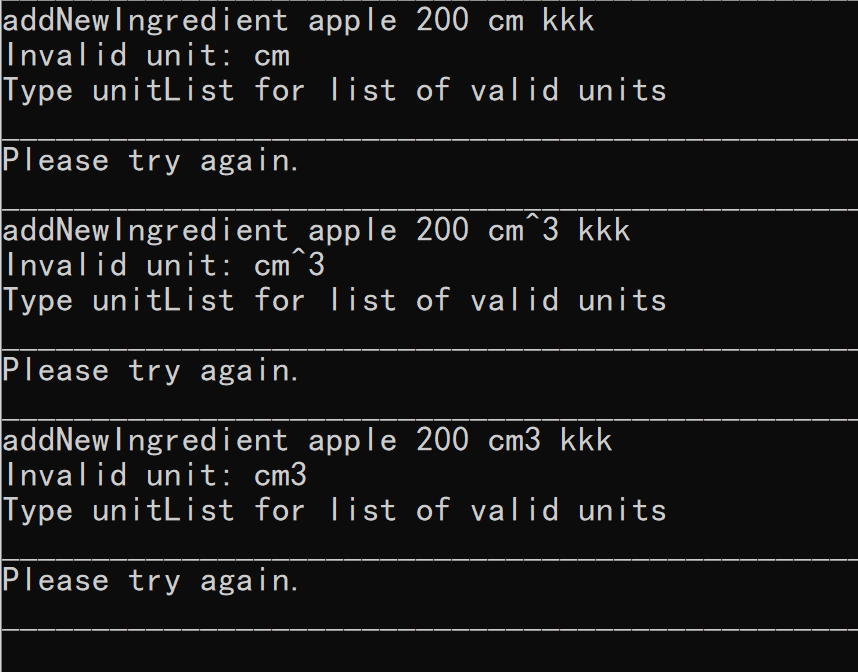 addNewIngredient apple 200 cm kkk
Invalid unit: cm
Type unitList for list of valid units
________________________________________________
Please try again.
________________________________________________
addNewIngredient apple 200 cm^3 kkk
Invalid unit: cm^3
Type unitList for list of valid units
________________________________________________
Please try again.
________________________________________________
addNewIngredient apple 200 cm3 kkk
Invalid unit: cm3
Type unitList for list of valid units
________________________________________________
Please try again.
________________________________________________